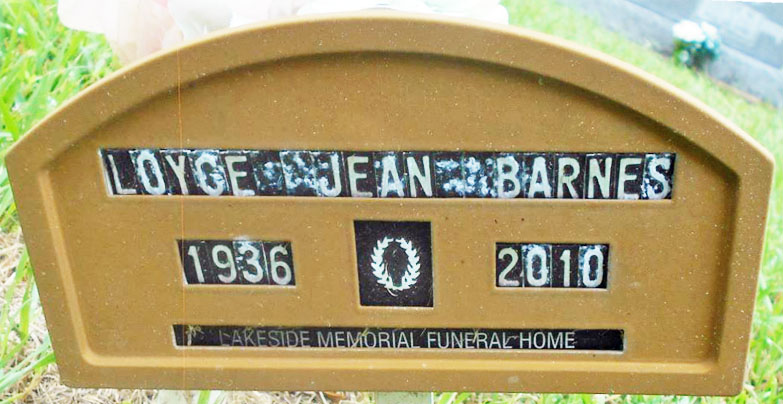 LOYCE JEAN BARNES
1936 2010
LAKESIDE MEMORIAL FUNERAL HOME